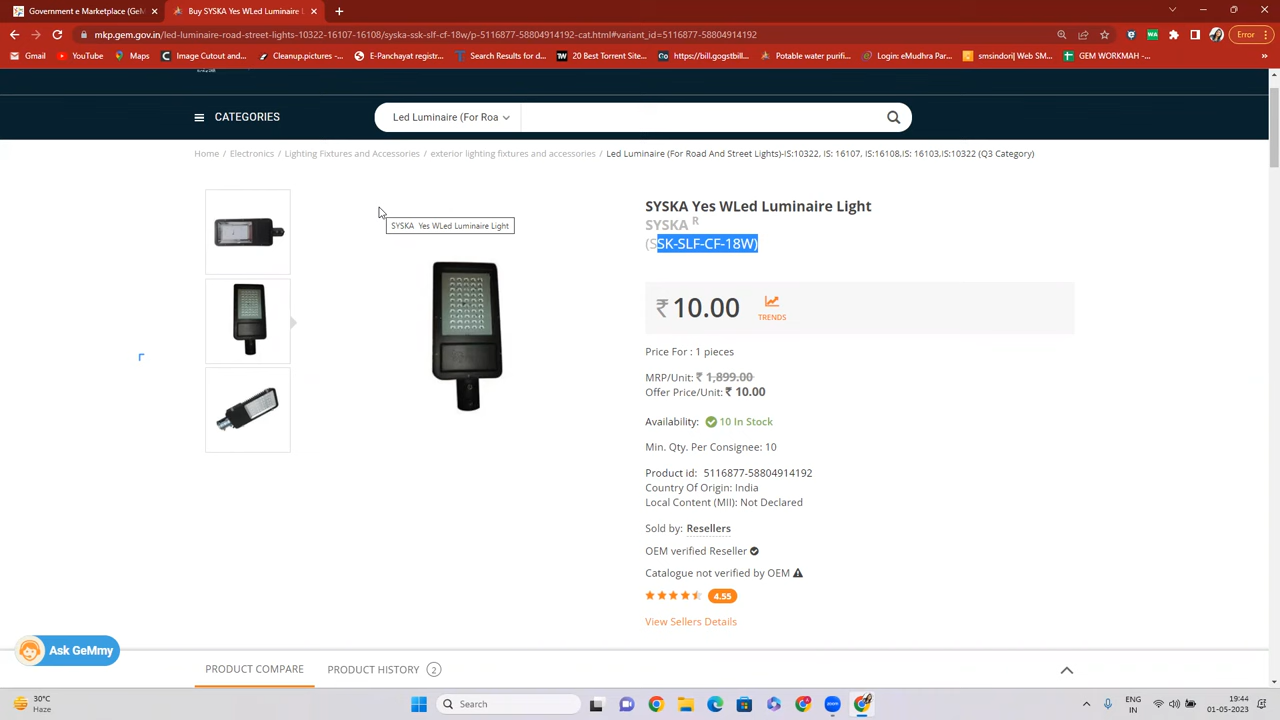 Government e Marketplace (GeM
Buy SYSKA Yes WLed Luminaire L
mkp.gem.gov.in/led-luminaire-road-street-lights-10322-16107-16108/syska-ssk-slf-cf-18w/p-5116877-58804914192-cat.html#variant_id=5116877-58804914192
Error
Gmail
YouTube
Maps
Image Cutout and...
Cleanup.pictures -...
E-Panchayat registr...
Text Search Results for d...
W 20 Best Torrent Site...
Go https://bill.gogstbill...
Potable water purifi...
Login: eMudhra Par...
smsindori| Web SM...
GEM WORKMAH -...
CATEGORIES
Led Luminaire (For Roa
Home / Electronics / Lighting Fixtures and Accessories / exterior lighting fixtures and accessories / Led Luminaire (For Road And Street Lights)-IS:10322, IS: 16107, IS:16108,IS: 16103,IS:10322 (Q3 Category)
SYSKA Yes WLed Luminaire Light
SYSKA Yes WLed Luminaire Light
SYSKA R
(SSK-SLF-CF-18W)
₹ 10.00
TRENDS
Price For : 1 pieces
MRP/Unit: ₹ 1,899.00
Offer Price/Unit: ₹ 10.00
Availability: 10 In Stock
Min. Qty. Per Consignee: 10
Product id: 5116877-58804914192
Country Of Origin: India
Local Content (MII): Not Declared
Sold by: Resellers
OEM verified Reseller
Catalogue not verified by OEM
4.55
View Sellers Details
Ask GeMmy
PRODUCT COMPARE
PRODUCT HISTORY 2
30°C
Haze
Search
zoom
ENG
IN
19:44
01-05-2023